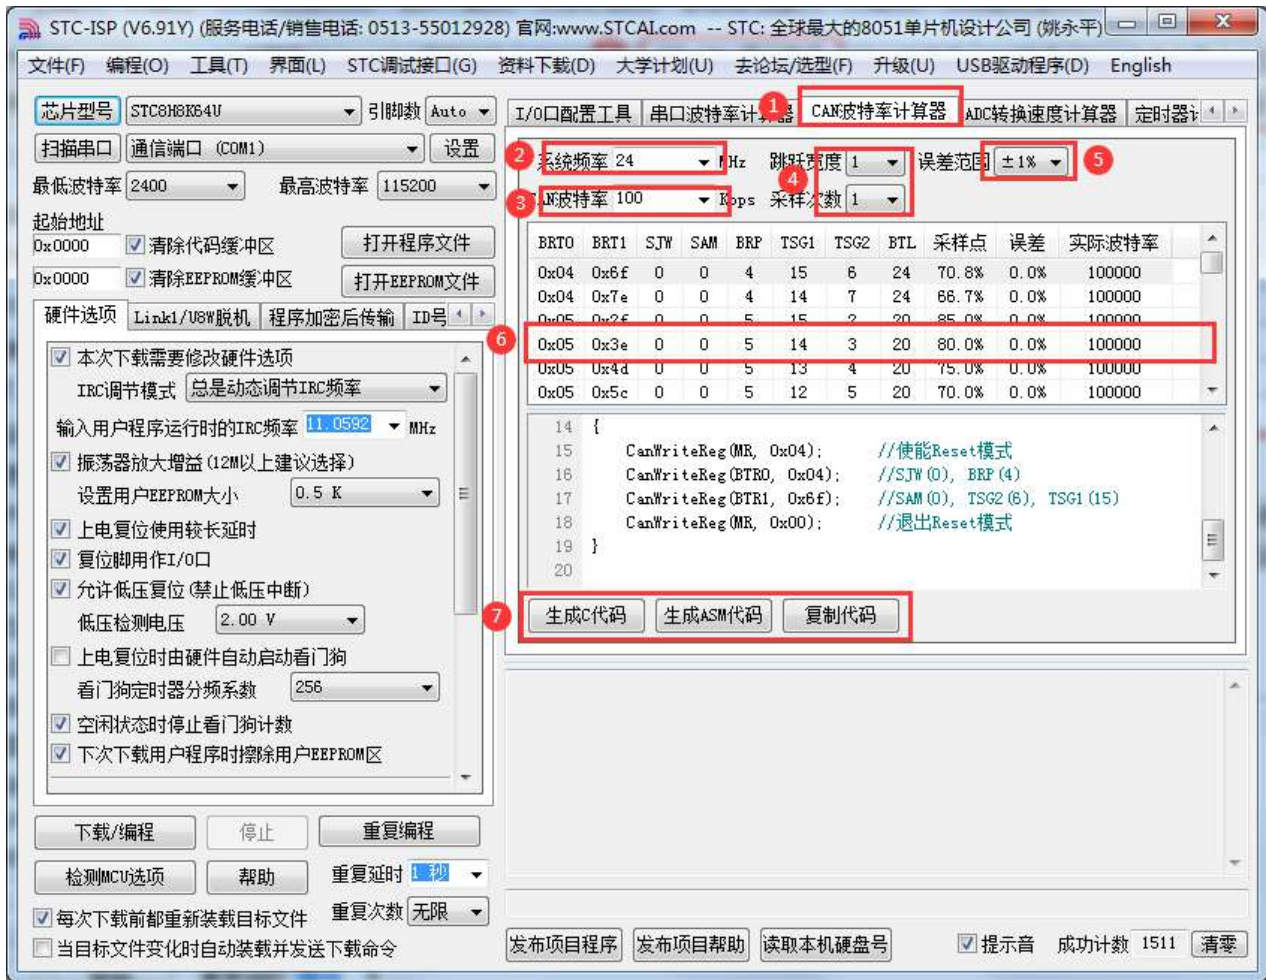 STC-ISP (V6.91Y) (服务电话/销售电话: 0513-55012928) 官网:www.STCAI.com -- STC: 全球最大的8051单片机设计公司 (姚永平)
文件(F) 编程(O) 工具(T) 界面(L) STC调试接口(G) 资料下载(D) 大学计划(U) 去论坛/选型(F) 升级(U) USB驱动程序(D) English
芯片型号 STC8H8K64U 引脚数 Auto
扫描串口 通信端口 (COM1) 设置
最低波特率 2400 最高波特率 115200
起始地址
0x0000 清除代码缓冲区 打开程序文件
0x0000 清除EEPROM缓冲区 打开EEPROM文件
硬件选项 Link1/U8W脱机 程序加密后传输 ID号
本次下载需要修改硬件选项
IRC调节模式 总是动态调节IRC频率
输入用户程序运行时的IRC频率 11.0592 MHz
振荡器放大增益(12M以上建议选择)
设置用户EEPROM大小 0.5 K
上电复位使用较长延时
复位脚用作I/O口
允许低压复位(禁止低压中断)
低压检测电压 2.00 V
上电复位时由硬件自动启动看门狗
看门狗定时器分频系数 256
空闲状态时停止看门狗计数
下次下载用户程序时擦除用户EEPROM区
下载/编程 停止 重复编程
检测MCU选项 帮助 重复延时 1 秒
每次下载前都重新装载目标文件 重复次数 无限
当目标文件变化时自动装载并发送下载命令
I/O口配置工具 串口波特率计算器 1 CAN波特率计算器 ADC转换速度计算器 定时器
2 系统频率 24 MHz 跳跃宽度 1 误差范围 ±1% 5
3 CAN波特率 100 Kbps 4 采样次数 1
BRT0 BRT1 SJW SAM BRP TSG1 TSG2 BTL 采样点 误差 实际波特率
0x04 0x6f 0 0 4 15 6 24 70.8% 0.0% 100000
0x04 0x7e 0 0 4 14 7 24 66.7% 0.0% 100000
0x05 0x2f 0 0 5 15 2 20 85.0% 0.0% 100000
6 0x05 0x3e 0 0 5 14 3 20 80.0% 0.0% 100000
0x05 0x4d 0 0 5 13 4 20 75.0% 0.0% 100000
0x05 0x5c 0 0 5 12 5 20 70.0% 0.0% 100000
14 {
15 CanWriteReg(MR, 0x04); //使能Reset模式
16 CanWriteReg(BTR0, 0x04); //SJW(0), BRP(4)
17 CanWriteReg(BTR1, 0x6f); //SAM(0), TSG2(6), TSG1(15)
18 CanWriteReg(MR, 0x00); //退出Reset模式
19 }
20
7 生成C代码 生成ASM代码 复制代码
发布项目程序 发布项目帮助 读取本机硬盘号 提示音 成功计数 1511 清零